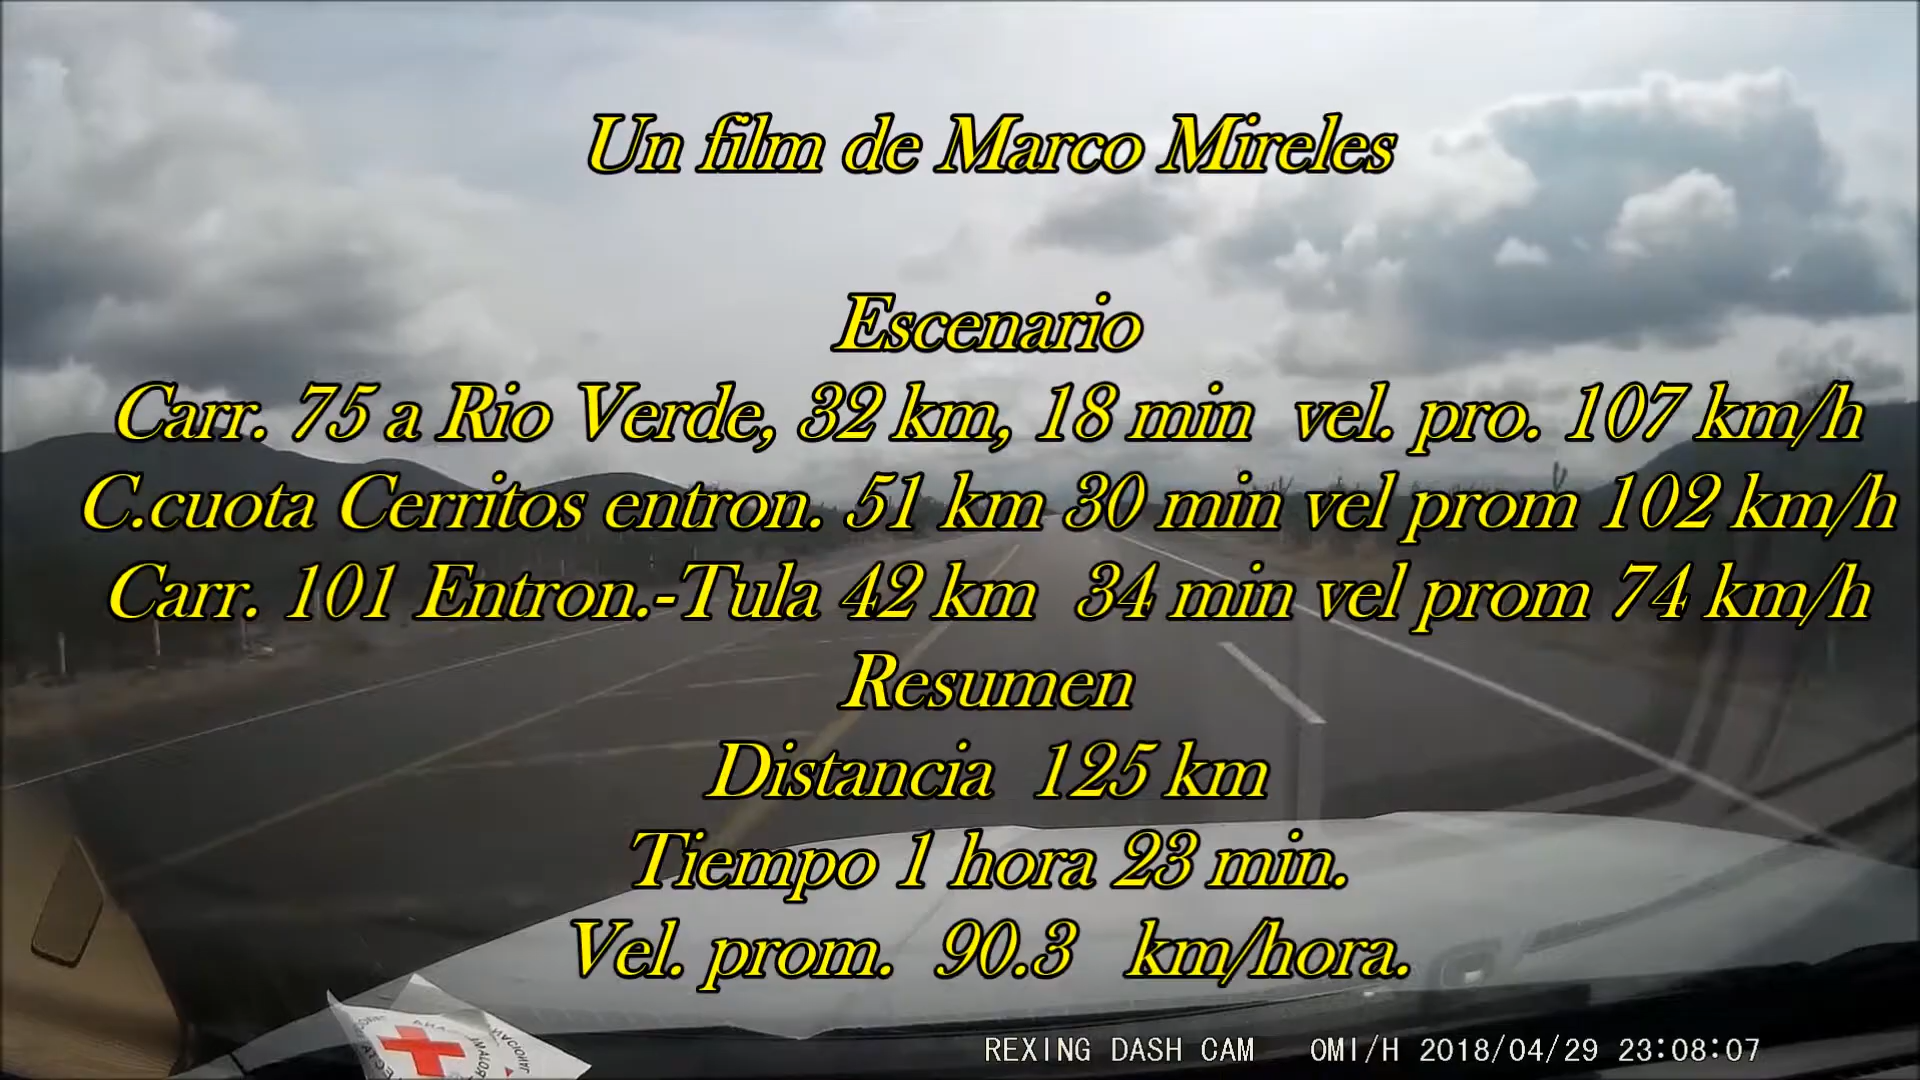 Un film de Marco Mireles
Escenario
Carr. 75 a Rio Verde, 32 km, 18 min vel. pro. 107 km/h
C.cuota Cerritos entron. 51 km 30 min vel prom 102 km/h
Carr. 101 Entron.-Tula 42 km 34 min vel prom 74 km/h
Resumen
Distancia 125 km
Tiempo 1 hora 23 min.
Vel. prom. 90.3 km/hora.
REXING DASH CAM OMI/H 2018/04/29 23:08:07